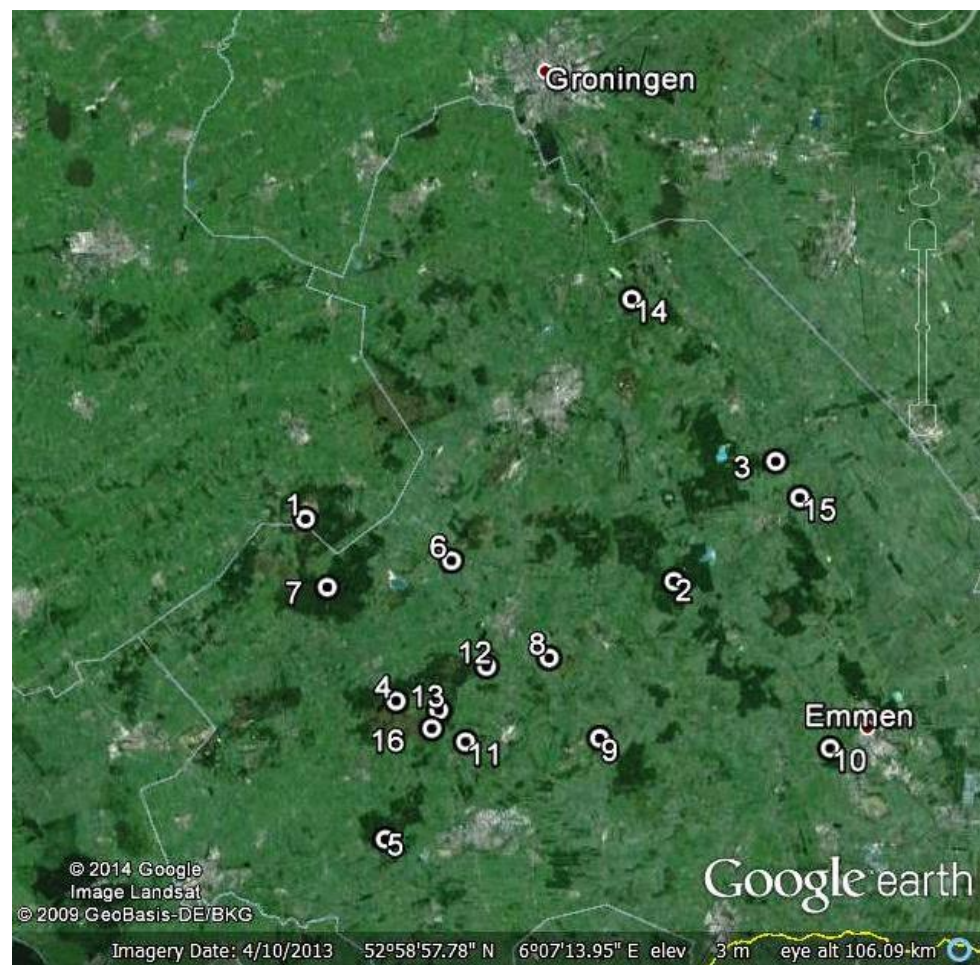 Groningen
14
3
15
1
6
7
2
12
8
4
13
16
11
9
Emmen
10
5
© 2014 Google
Image Landsat
© 2009 GeoBasis-DE/BKG
Google earth
Imagery Date: 4/10/2013 52°58'57.78" N 6°07'13.95" E elev 3 m eye alt 106.09 km